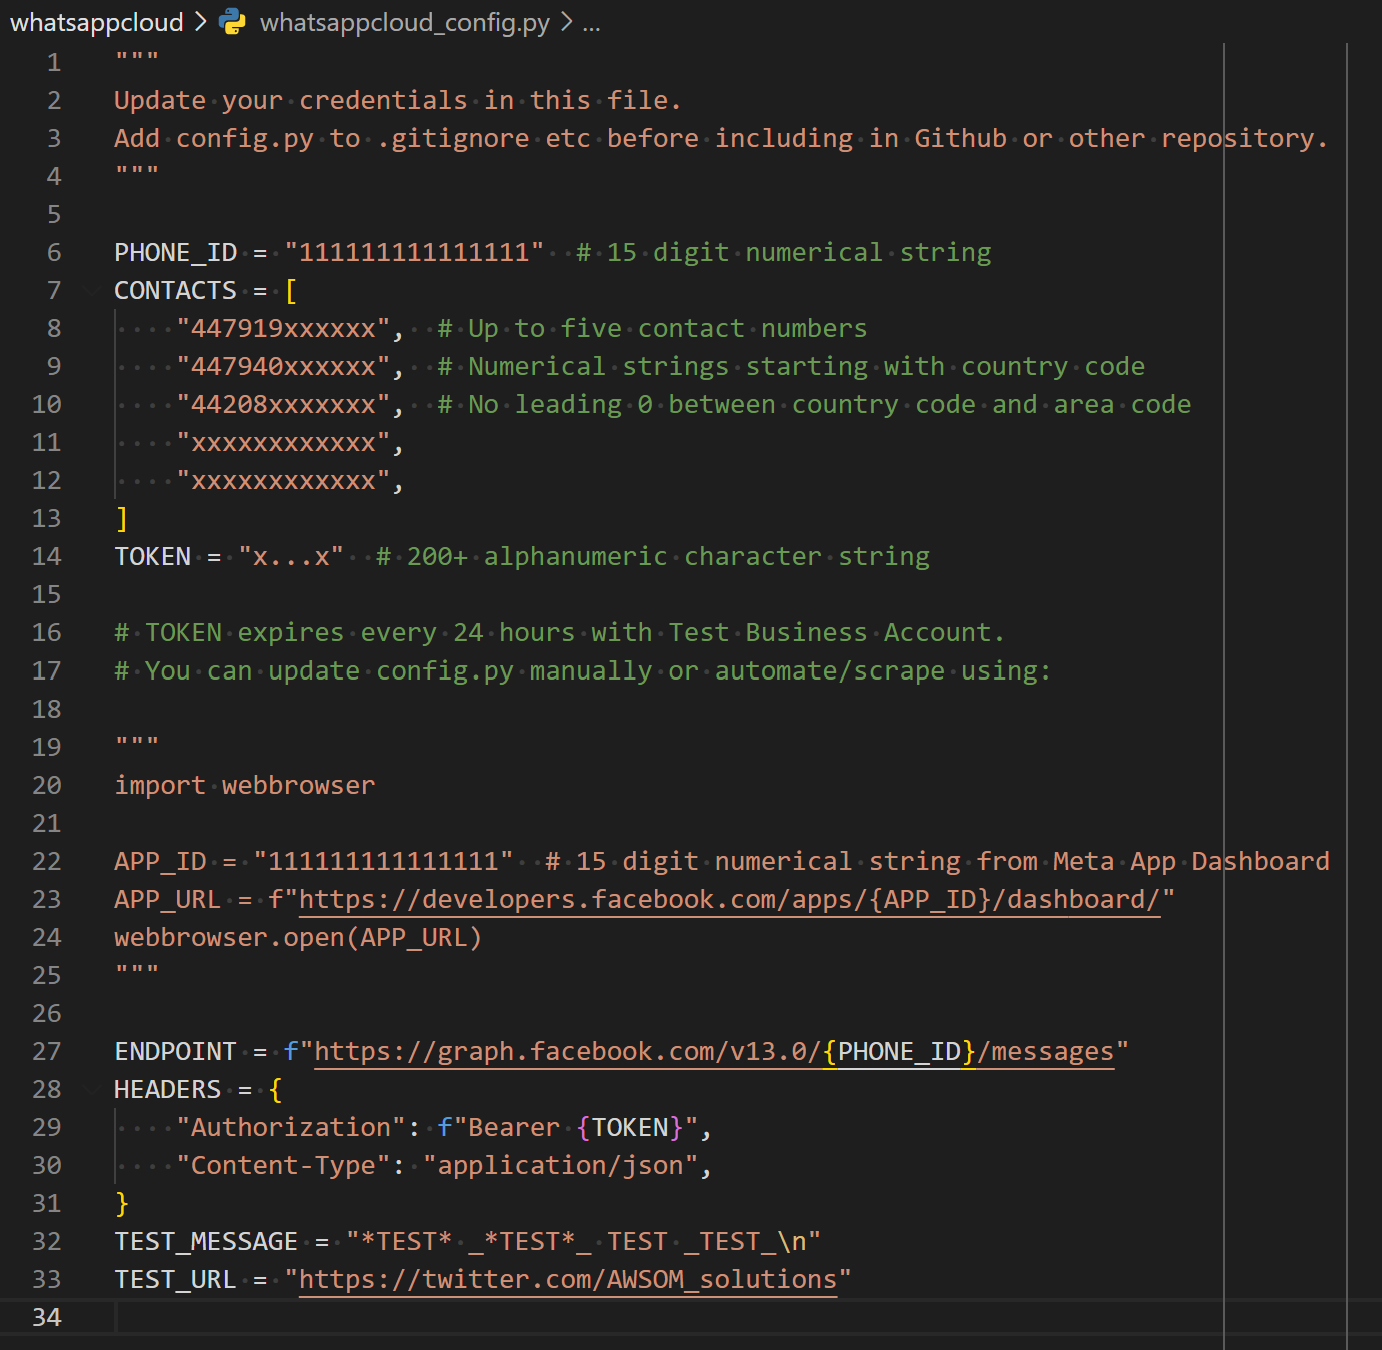 whatsappcloud > whatsappcloud_config.py > ...
1 """
2 Update your credentials in this file.
3 Add config.py to .gitignore etc before including in Github or other repository.
4 """
5
6 PHONE_ID = "111111111111111"  # 15 digit numerical string
7 CONTACTS = [
8     "447919xxxxxx",  # Up to five contact numbers
9     "447940xxxxxx",  # Numerical strings starting with country code
10     "44208xxxxxxx",  # No leading 0 between country code and area code
11     "xxxxxxxxxxxx",
12     "xxxxxxxxxxxx",
13 ]
14 TOKEN = "x...x"  # 200+ alphanumeric character string
15
16 # TOKEN expires every 24 hours with Test Business Account.
17 # You can update config.py manually or automate/scrape using:
18
19 """
20 import webbrowser
21
22 APP_ID = "111111111111111"  # 15 digit numerical string from Meta App Dashboard
23 APP_URL = f"https://developers.facebook.com/apps/{APP_ID}/dashboard/"
24 webbrowser.open(APP_URL)
25 """
26
27 ENDPOINT = f"https://graph.facebook.com/v13.0/{PHONE_ID}/messages"
28 HEADERS = {
29     "Authorization": f"Bearer {TOKEN}",
30     "Content-Type": "application/json",
31 }
32 TEST_MESSAGE = "*TEST* _*TEST*_ TEST _TEST_\n"
33 TEST_URL = "https://twitter.com/AWSOM_solutions"
34